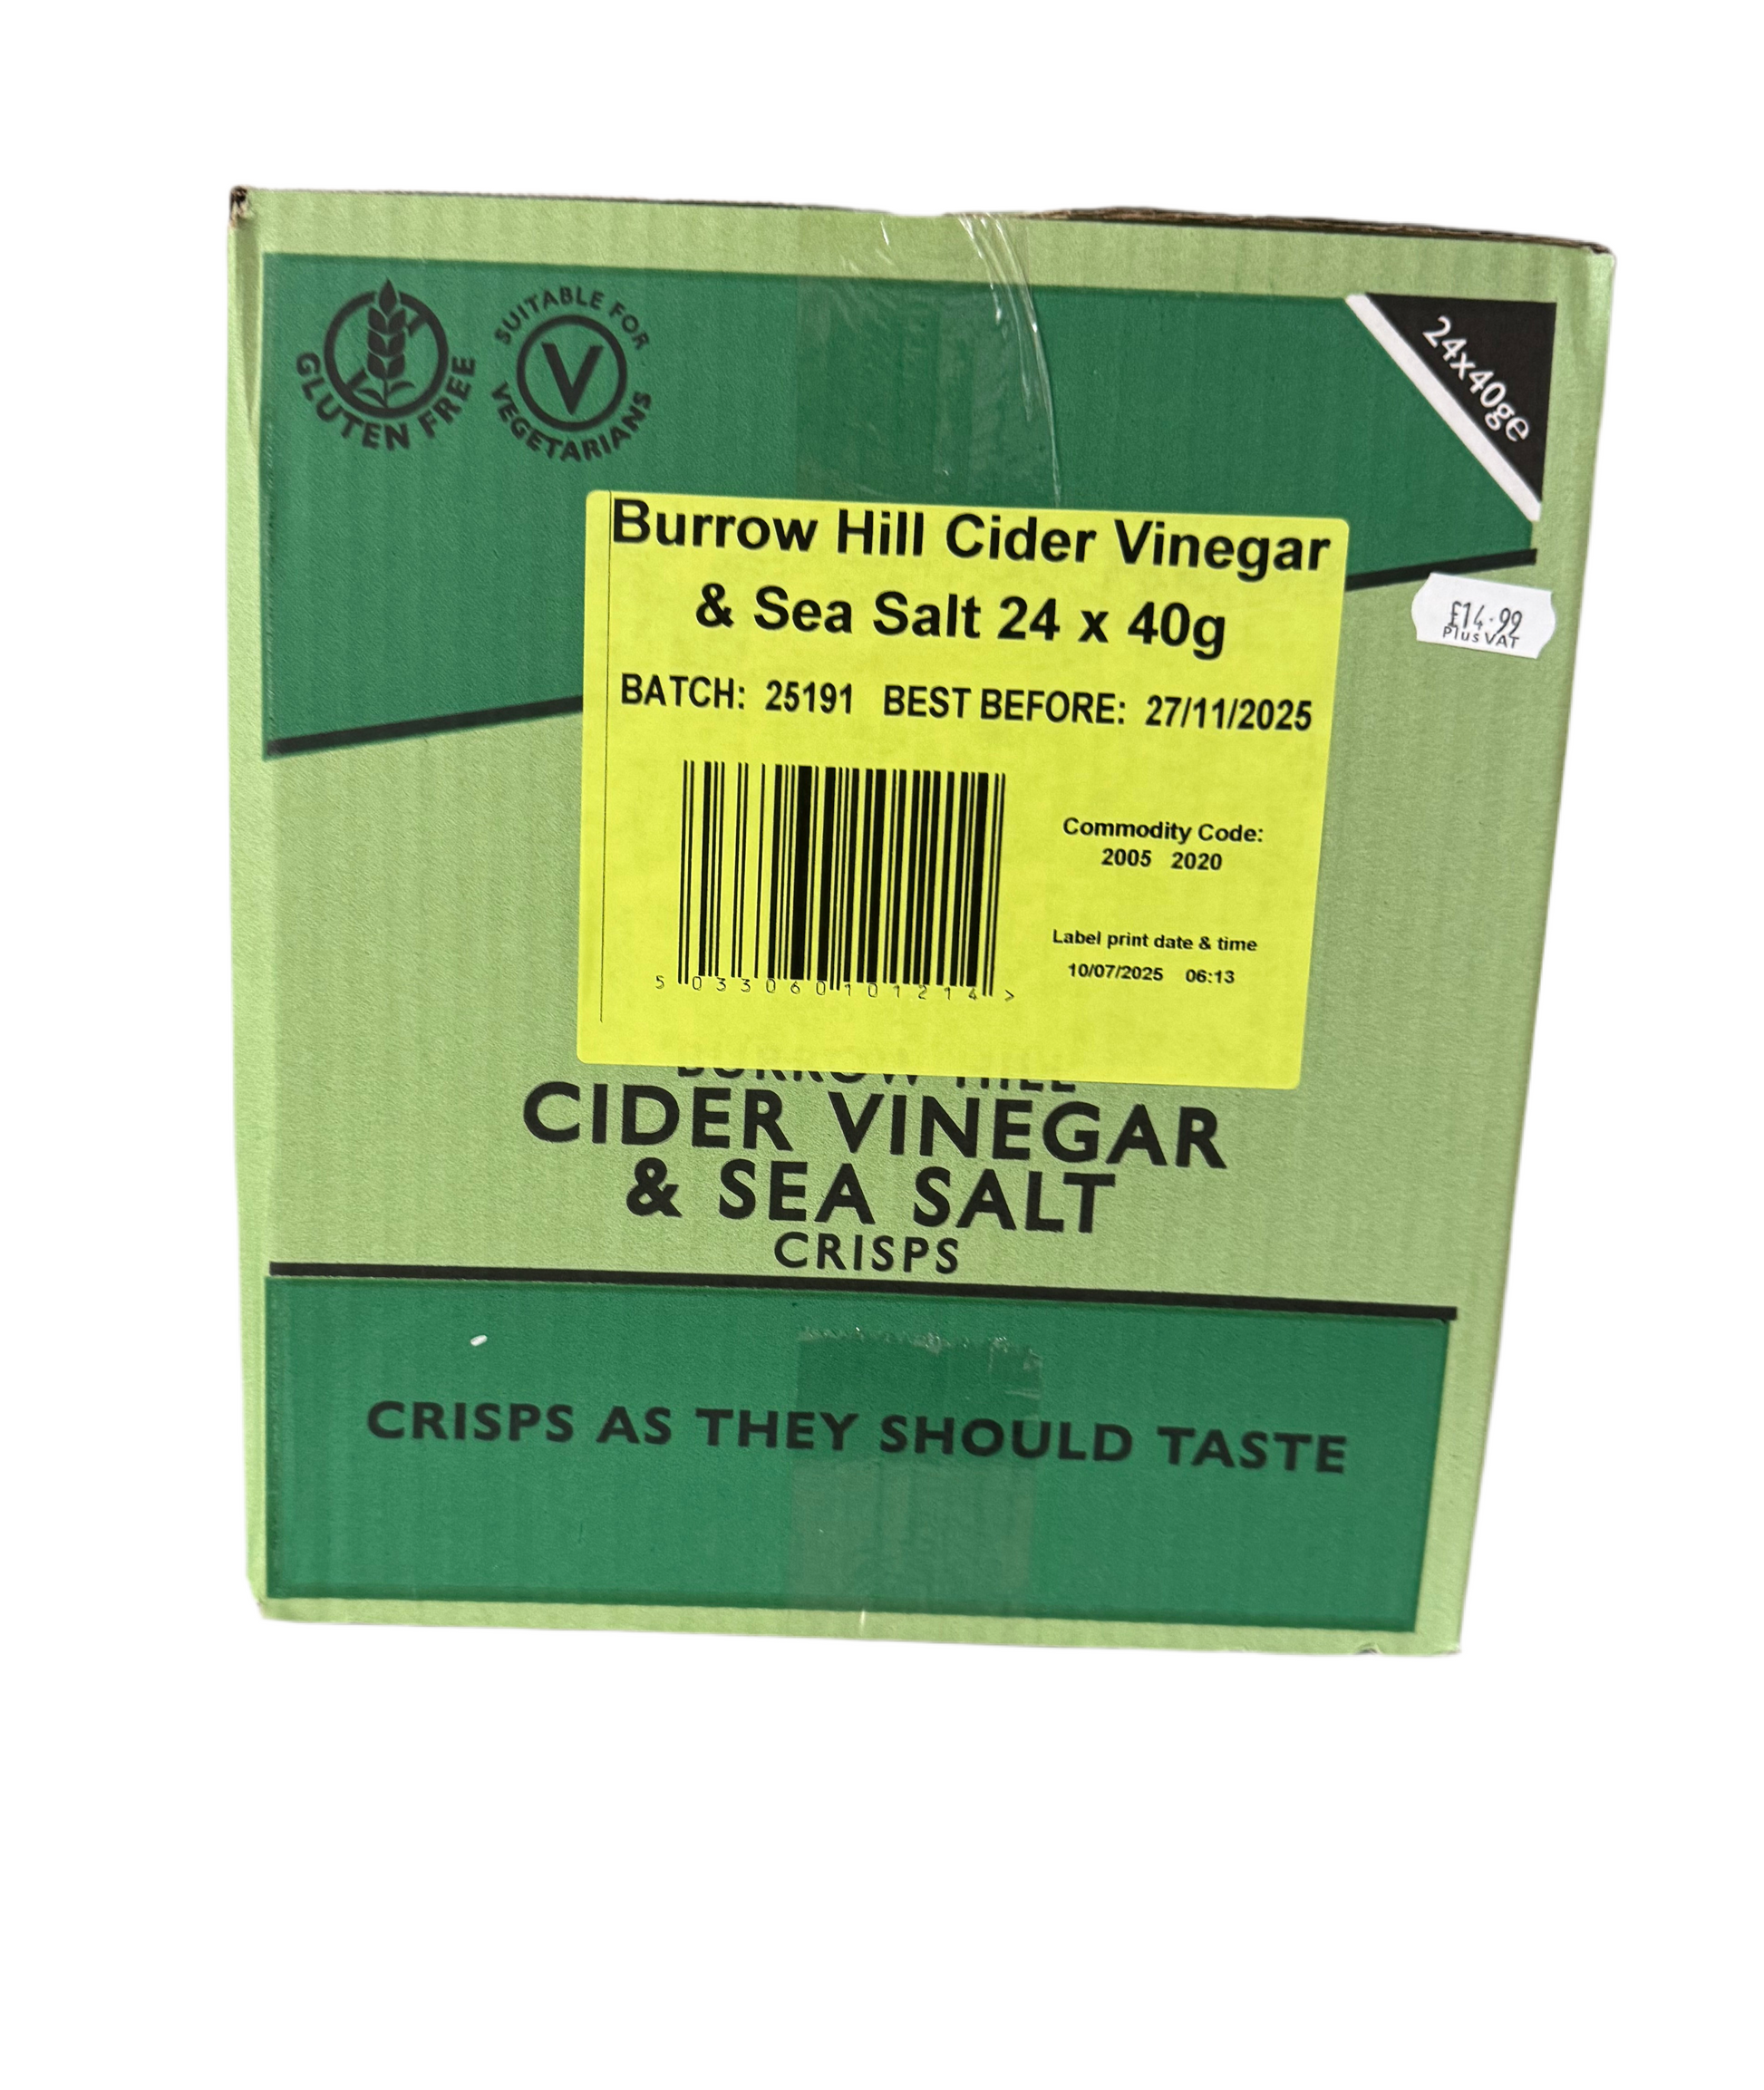 GLUTEN FREE
SUITABLE FOR VEGETARIANS
24x40ge
Burrow Hill Cider Vinegar
& Sea Salt 24 x 40g
£14.99
Plus VAT
BATCH: 25191 BEST BEFORE: 27/11/2025
Commodity Code:
2005 2020
Label print date & time
10/07/2025 06:13
5 033060 101214 >
BURROW HILL
CIDER VINEGAR
& SEA SALT
CRISPS
CRISPS AS THEY SHOULD TASTE